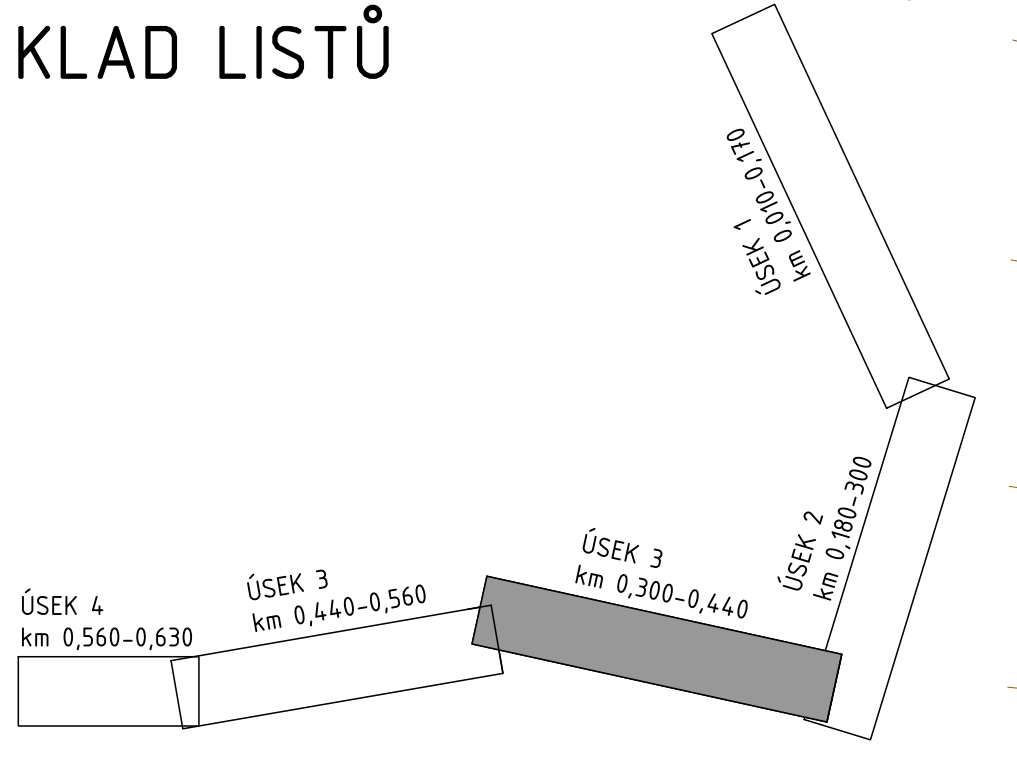 KLAD LISTŮ
ÚSEK 1
km 0,010-0,170
ÚSEK 2
km 0,180-300
ÚSEK 3
km 0,300-0,440
ÚSEK 3
km 0,440-0,560
ÚSEK 4
km 0,560-0,630